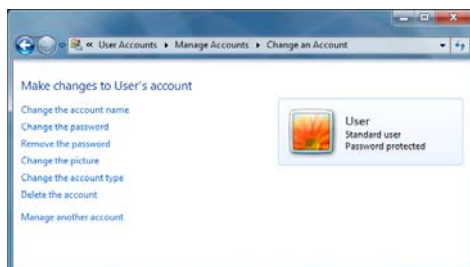 « User Accounts ▸ Manage Accounts ▸ Change an Account
Make changes to User's account
Change the account name
Change the password
Remove the password
Change the picture
Change the account type
Delete the account
Manage another account
User
Standard user
Password protected